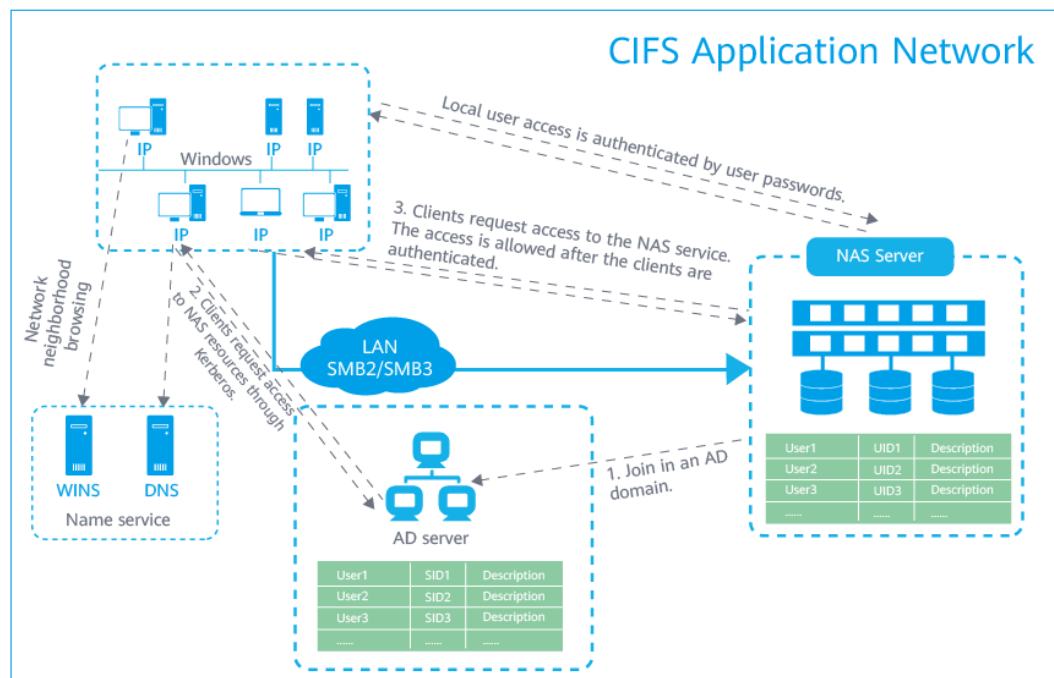 CIFS Application Network
IP
IP
IP
Windows
IP
IP
IP
Local user access is authenticated by user passwords.
3. Clients request access to the NAS service.
The access is allowed after the clients are
authenticated.
NAS Server
Network
neighborhood
browsing
2. Clients request access
to NAS resources through
Kerberos.
LAN
SMB2/SMB3
WINS
DNS
Name service
1. Join in an AD
domain.
AD server
User1 UID1 Description
User2 UID2 Description
User3 UID3 Description
...... ...... ......
User1 SID1 Description
User2 SID2 Description
User3 SID3 Description
...... ...... ......